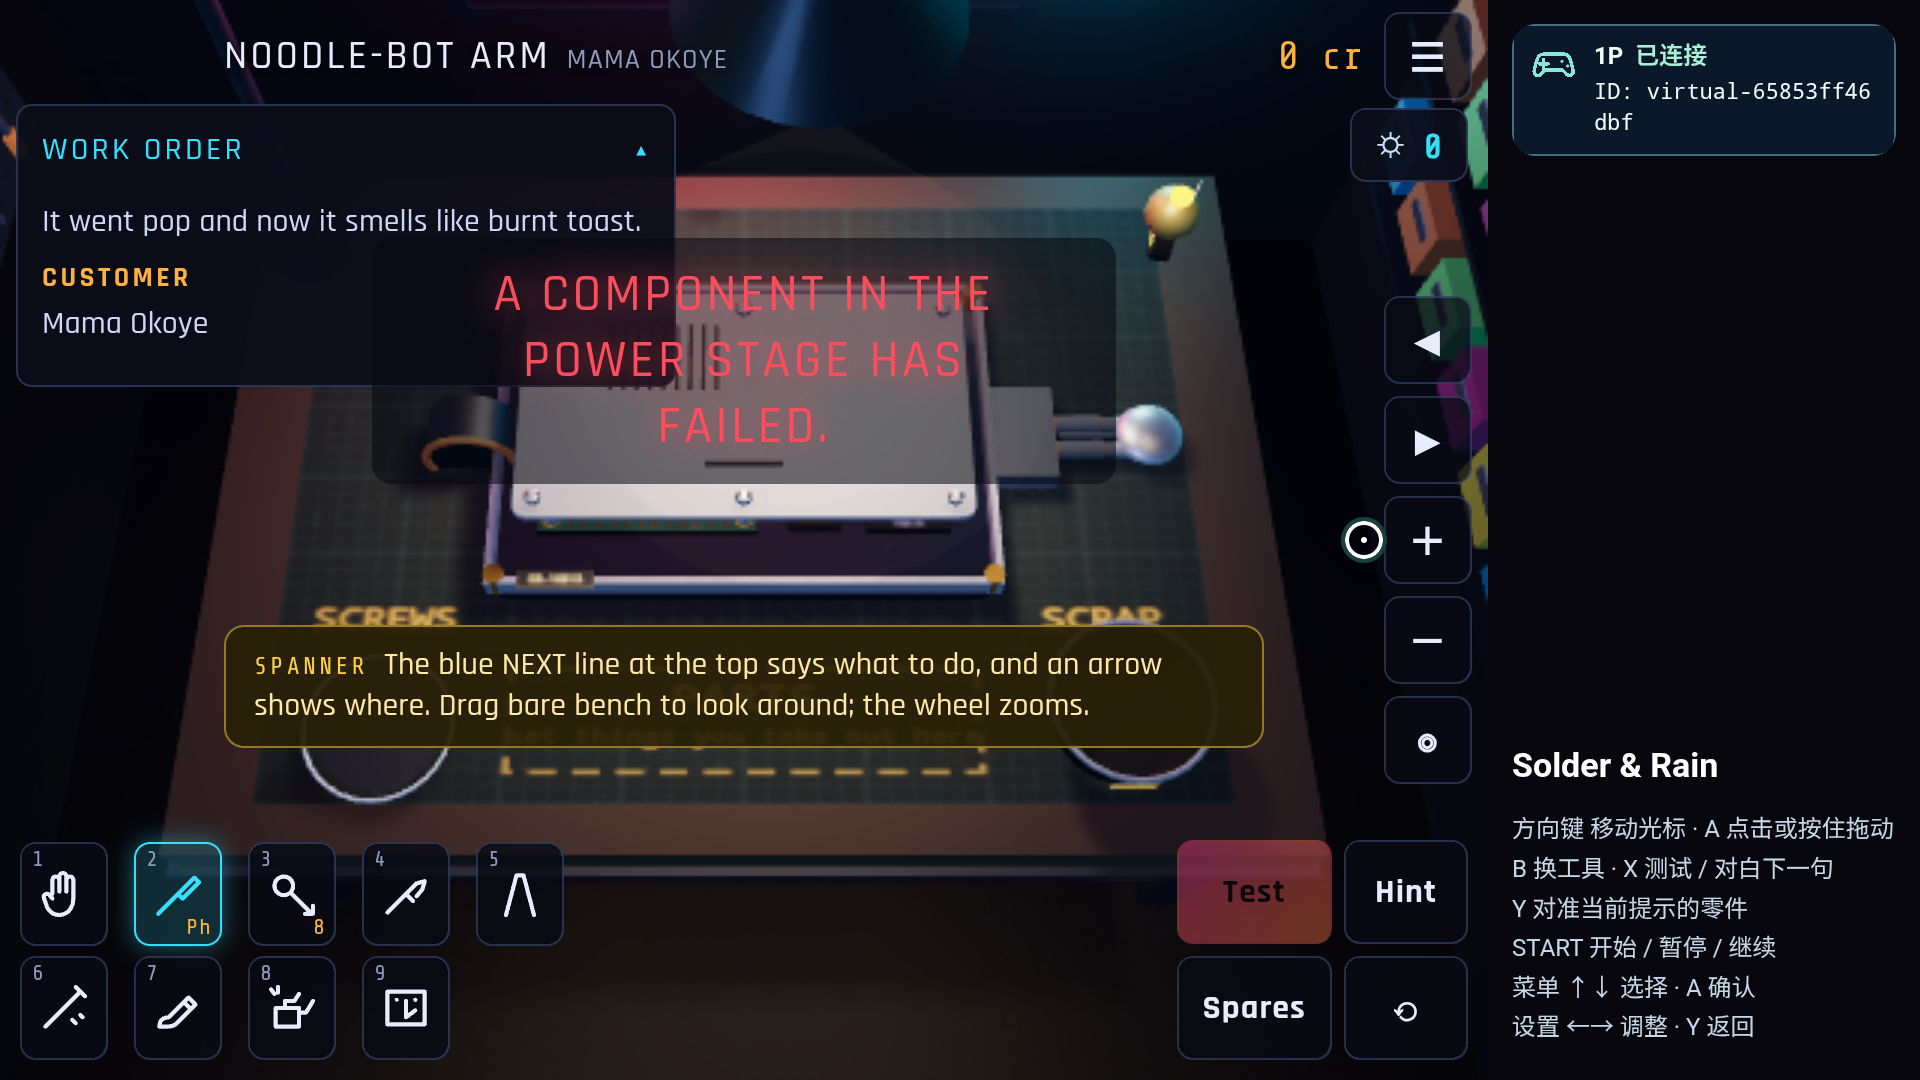 NOODLE-BOT ARM MAMA OKOYE
0 cr
0
WORK ORDER
It went pop and now it smells like burnt toast.
CUSTOMER
Mama Okoye
A COMPONENT IN THE
POWER STAGE HAS
FAILED.
SCREWS
SCRAP
SPANNER The blue NEXT line at the top says what to do, and an arrow
shows where. Drag bare bench to look around; the wheel zooms.
set things you take out here
1
2
Ph
3
8
4
5
6
7
8
9
Test
Hint
Spares
1P 已连接
ID: virtual-65853ff46
dbf
Solder & Rain
方向键 移动光标 · A 点击或按住拖动
B 换工具 · X 测试 / 对白下一句
Y 对准当前提示的零件
START 开始 / 暂停 / 继续
菜单 ↑↓ 选择 · A 确认
设置 ←→ 调整 · Y 返回